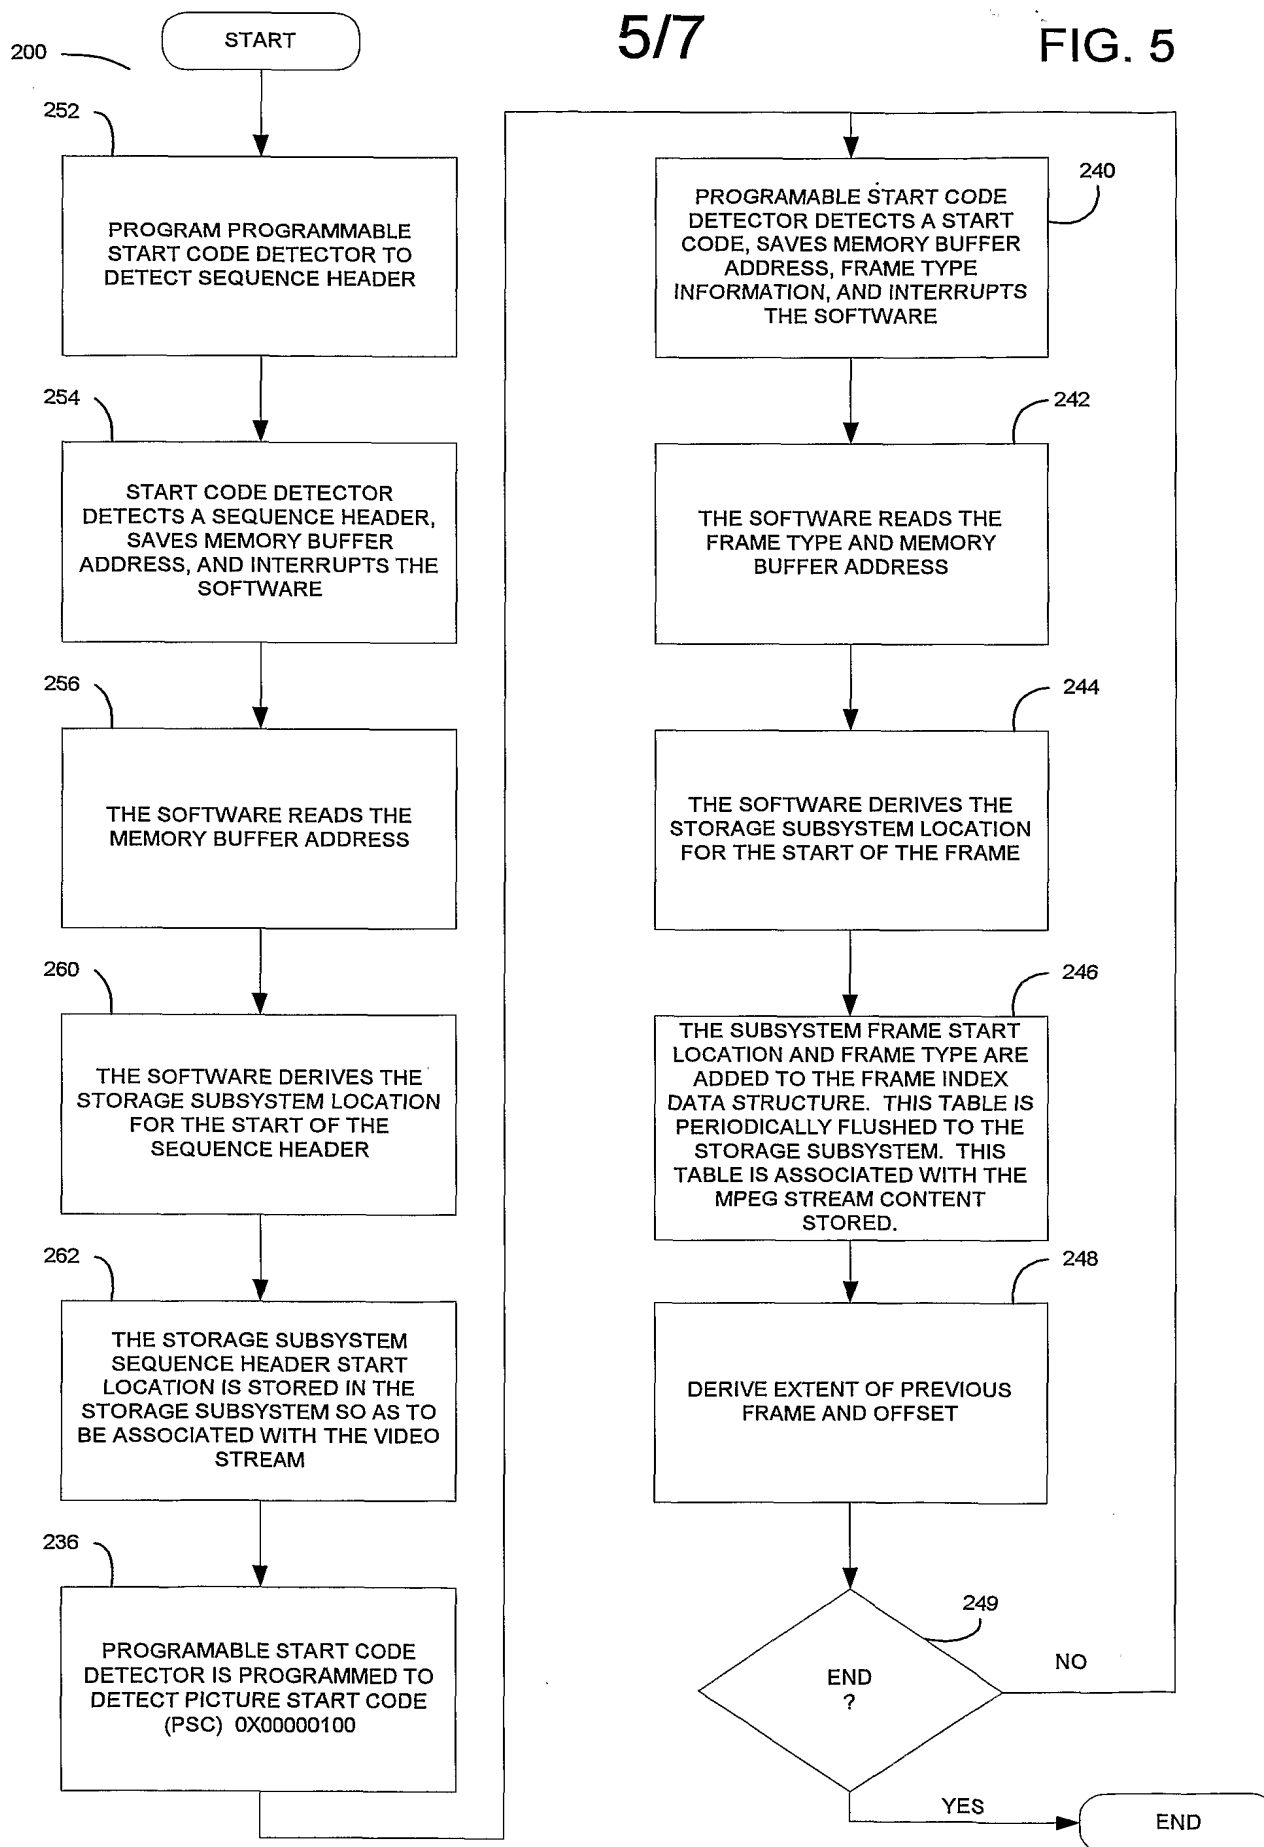 5/7
FIG. 5
200
START
252
PROGRAM PROGRAMMABLE
START CODE DETECTOR TO
DETECT SEQUENCE HEADER
254
START CODE DETECTOR
DETECTS A SEQUENCE HEADER,
SAVES MEMORY BUFFER
ADDRESS, AND INTERRUPTS THE
SOFTWARE
256
THE SOFTWARE READS THE
MEMORY BUFFER ADDRESS
260
THE SOFTWARE DERIVES THE
STORAGE SUBSYSTEM LOCATION
FOR THE START OF THE
SEQUENCE HEADER
262
THE STORAGE SUBSYSTEM
SEQUENCE HEADER START
LOCATION IS STORED IN THE
STORAGE SUBSYSTEM SO AS TO
BE ASSOCIATED WITH THE VIDEO
STREAM
236
PROGRAMABLE START CODE
DETECTOR IS PROGRAMMED TO
DETECT PICTURE START CODE
(PSC) 0X00000100
240
PROGRAMABLE START CODE
DETECTOR DETECTS A START
CODE, SAVES MEMORY BUFFER
ADDRESS, FRAME TYPE
INFORMATION, AND INTERRUPTS
THE SOFTWARE
242
THE SOFTWARE READS THE
FRAME TYPE AND MEMORY
BUFFER ADDRESS
244
THE SOFTWARE DERIVES THE
STORAGE SUBSYSTEM LOCATION
FOR THE START OF THE FRAME
246
THE SUBSYSTEM FRAME START
LOCATION AND FRAME TYPE ARE
ADDED TO THE FRAME INDEX
DATA STRUCTURE. THIS TABLE IS
PERIODICALLY FLUSHED TO THE
STORAGE SUBSYSTEM. THIS
TABLE IS ASSOCIATED WITH THE
MPEG STREAM CONTENT
STORED.
248
DERIVE EXTENT OF PREVIOUS
FRAME AND OFFSET
249
END
?
NO
YES
END